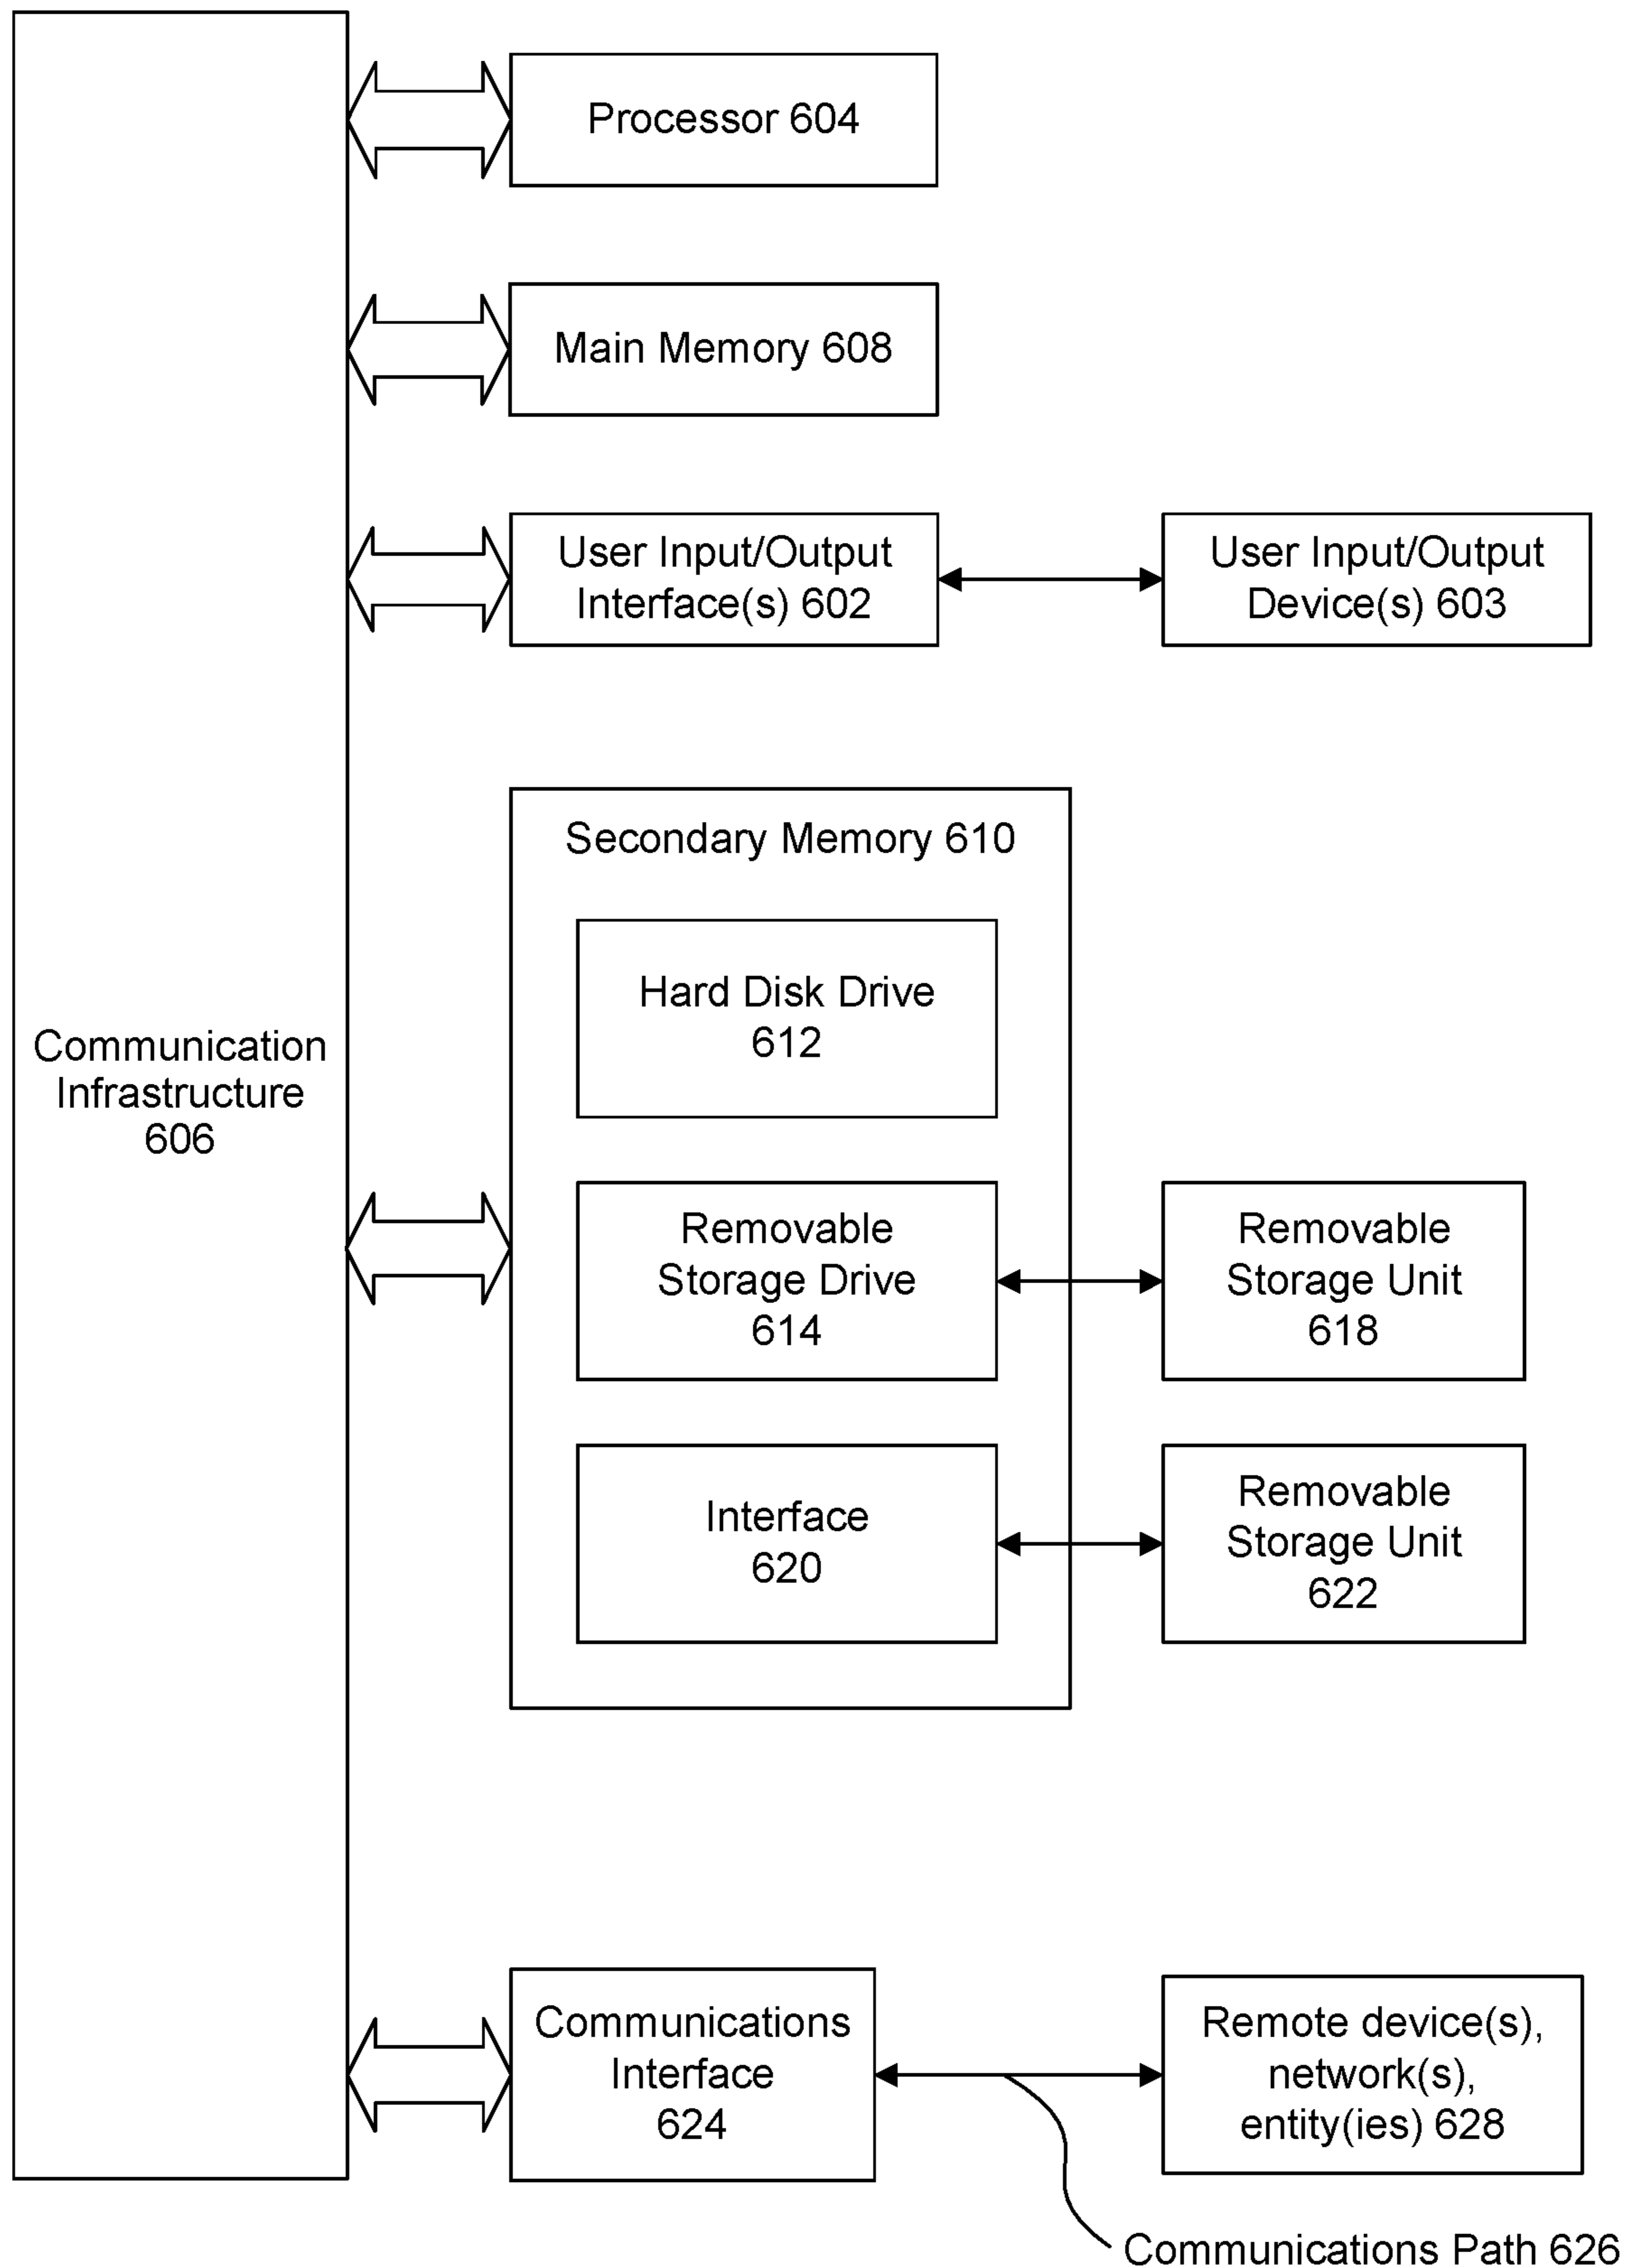 Processor 604
Main Memory 608
User Input/Output
Interface(s) 602
User Input/Output
Device(s) 603
Secondary Memory 610
Hard Disk Drive
612
Communication
Infrastructure
606
Removable
Storage Drive
614
Removable
Storage Unit
618
Interface
620
Removable
Storage Unit
622
Communications
Interface
624
Remote device(s),
network(s),
entity(ies) 628
Communications Path 626